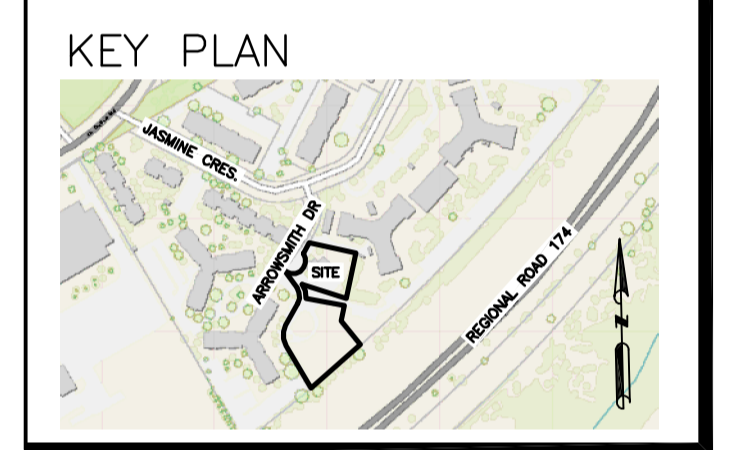 KEY PLAN
JASMINE CRES.
ARROWSMITH DR
SITE
REGIONAL ROAD 174
N